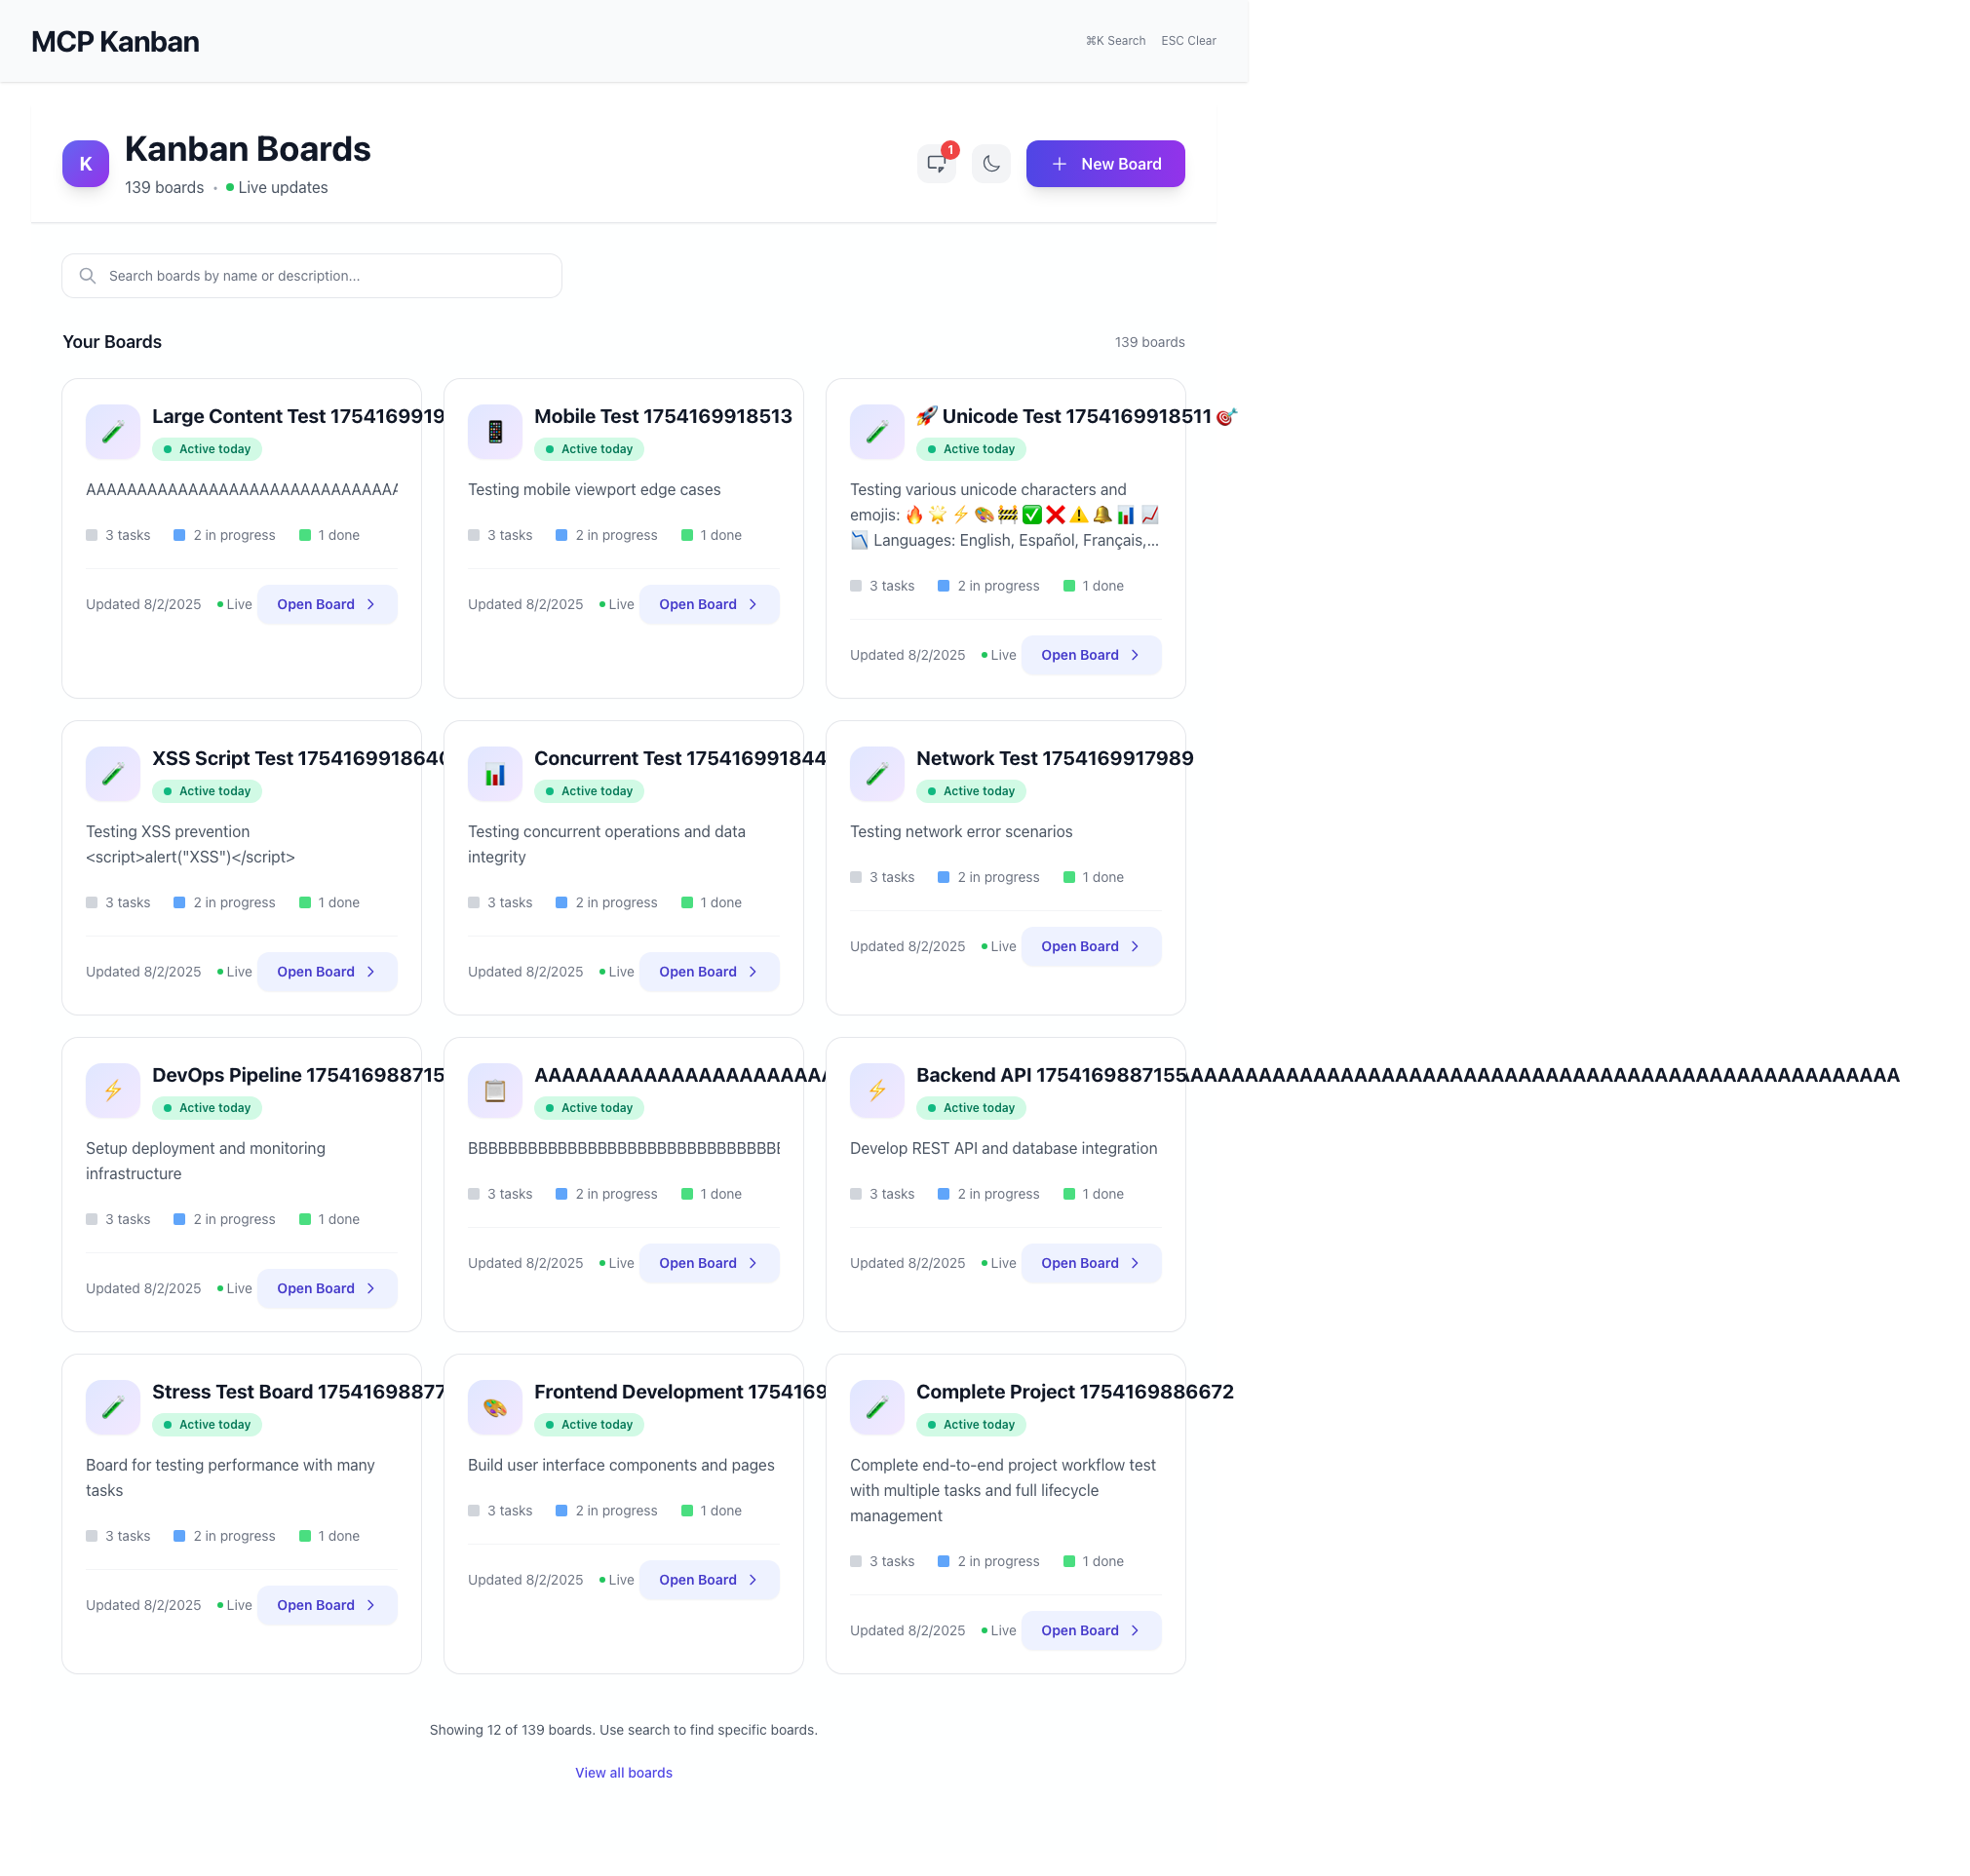 MCP Kanban
⌘K Search ESC Clear
K
Kanban Boards
139 boards • Live updates
1
New Board
Search boards by name or description...
Your Boards
139 boards
Large Content Test 1754169919
Active today
3 tasks 2 in progress 1 done
Updated 8/2/2025 Live Open Board
Mobile Test 1754169918513
Active today
Testing mobile viewport edge cases
3 tasks 2 in progress 1 done
Updated 8/2/2025 Live Open Board
🚀 Unicode Test 1754169918511 🎯
Active today
Testing various unicode characters and
emojis: 🔥 🌟 ⚡ 🎨 🚧 ✅ ❌ ⚠️ 🔔 📊 📈
📉 Languages: English, Español, Français,...
3 tasks 2 in progress 1 done
Updated 8/2/2025 Live Open Board
XSS Script Test 1754169918640
Active today
Testing XSS prevention
<script>alert("XSS")</script>
3 tasks 2 in progress 1 done
Updated 8/2/2025 Live Open Board
Concurrent Test 175416991844
Active today
Testing concurrent operations and data
integrity
3 tasks 2 in progress 1 done
Updated 8/2/2025 Live Open Board
Network Test 1754169917989
Active today
Testing network error scenarios
3 tasks 2 in progress 1 done
Updated 8/2/2025 Live Open Board
DevOps Pipeline 175416988715
Active today
Setup deployment and monitoring
infrastructure
3 tasks 2 in progress 1 done
Updated 8/2/2025 Live Open Board
Active today
3 tasks 2 in progress 1 done
Updated 8/2/2025 Live Open Board
Backend API 1754169887155
Active today
Develop REST API and database integration
3 tasks 2 in progress 1 done
Updated 8/2/2025 Live Open Board
Stress Test Board 17541698877
Active today
Board for testing performance with many
tasks
3 tasks 2 in progress 1 done
Updated 8/2/2025 Live Open Board
Frontend Development 1754169
Active today
Build user interface components and pages
3 tasks 2 in progress 1 done
Updated 8/2/2025 Live Open Board
Complete Project 1754169886672
Active today
Complete end-to-end project workflow test
with multiple tasks and full lifecycle
management
3 tasks 2 in progress 1 done
Updated 8/2/2025 Live Open Board
Showing 12 of 139 boards. Use search to find specific boards.
View all boards